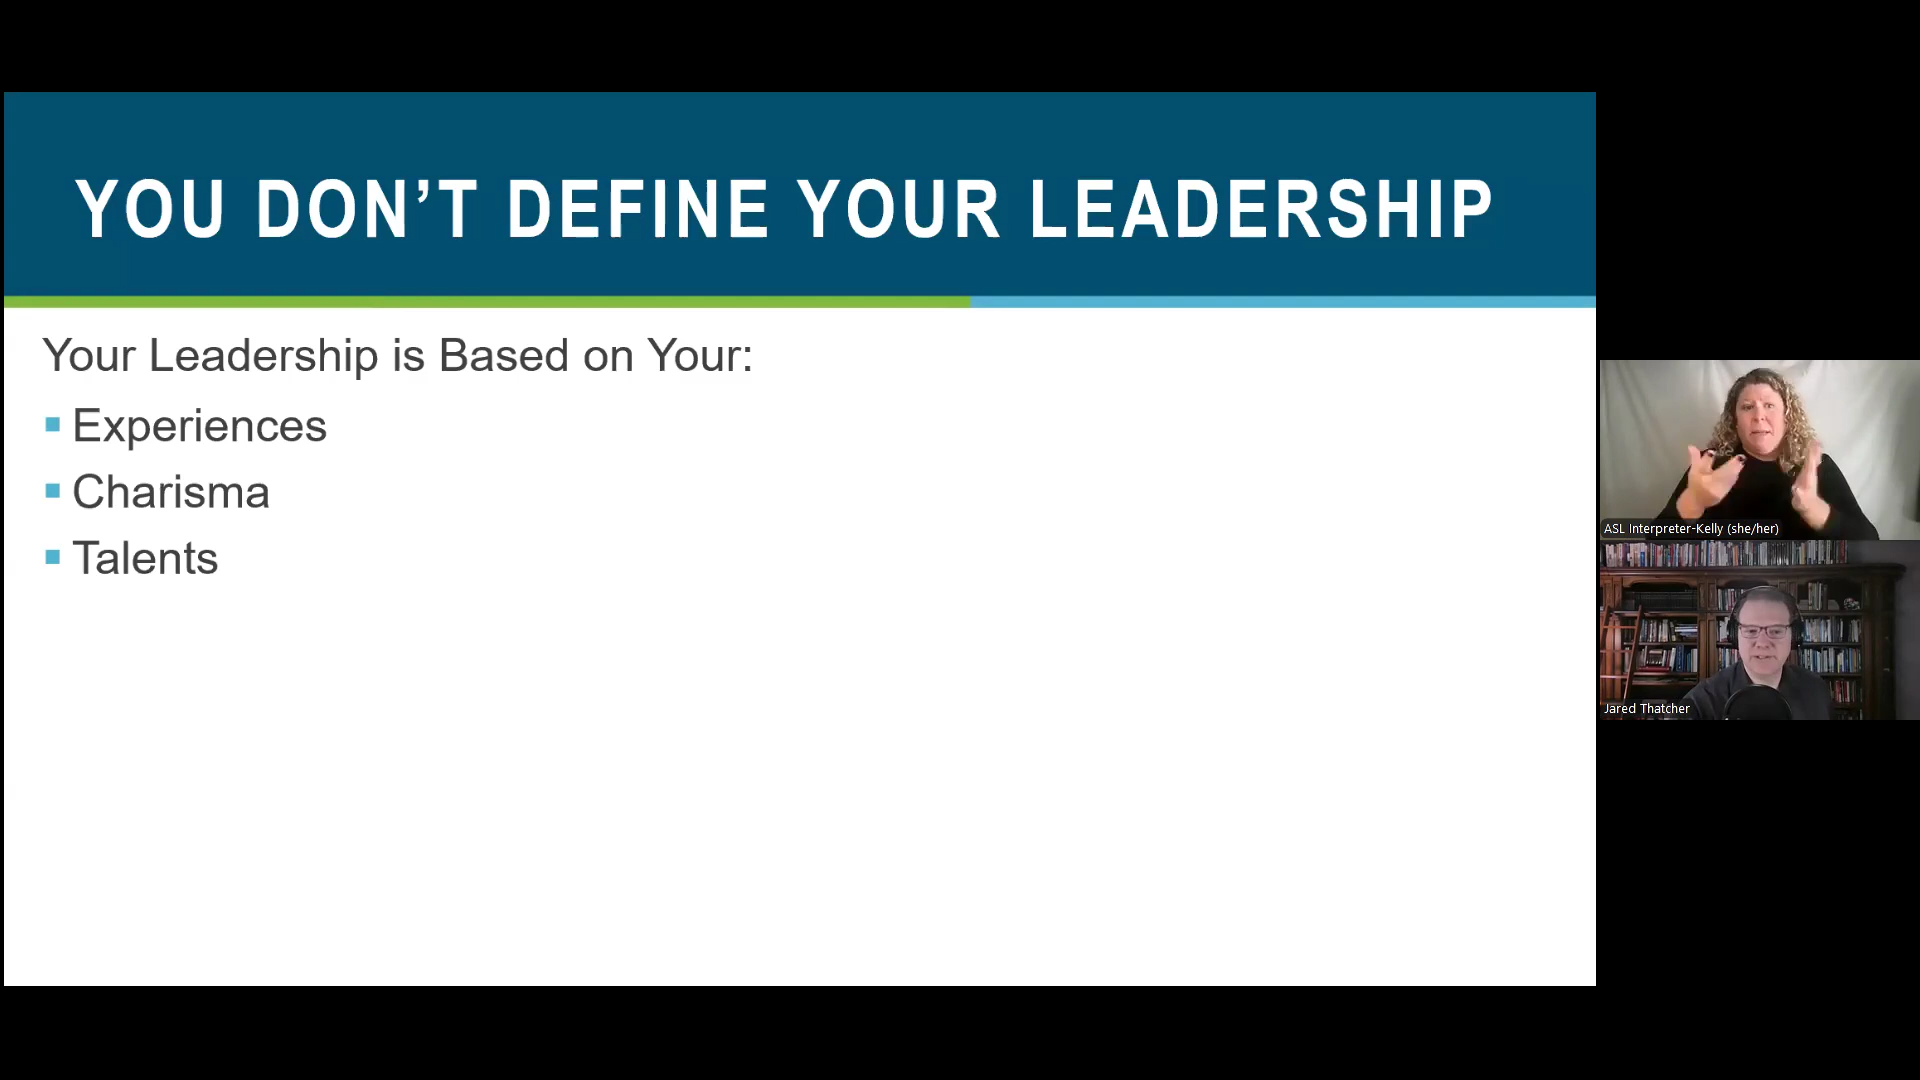 YOU DON’T DEFINE YOUR LEADERSHIP
Your Leadership is Based on Your:
Experiences
Charisma
Talents
ASL Interpreter-Kelly (she/her)
Jared Thatcher